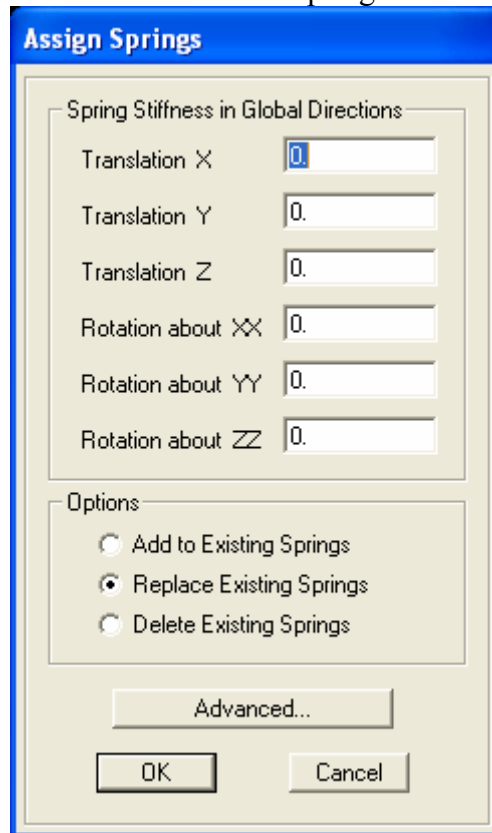 Assign Springs
Spring Stiffness in Global Directions
Translation X 0.
Translation Y 0.
Translation Z 0.
Rotation about XX 0.
Rotation about YY 0.
Rotation about ZZ 0.
Options
Add to Existing Springs
Replace Existing Springs
Delete Existing Springs
Advanced...
OK Cancel